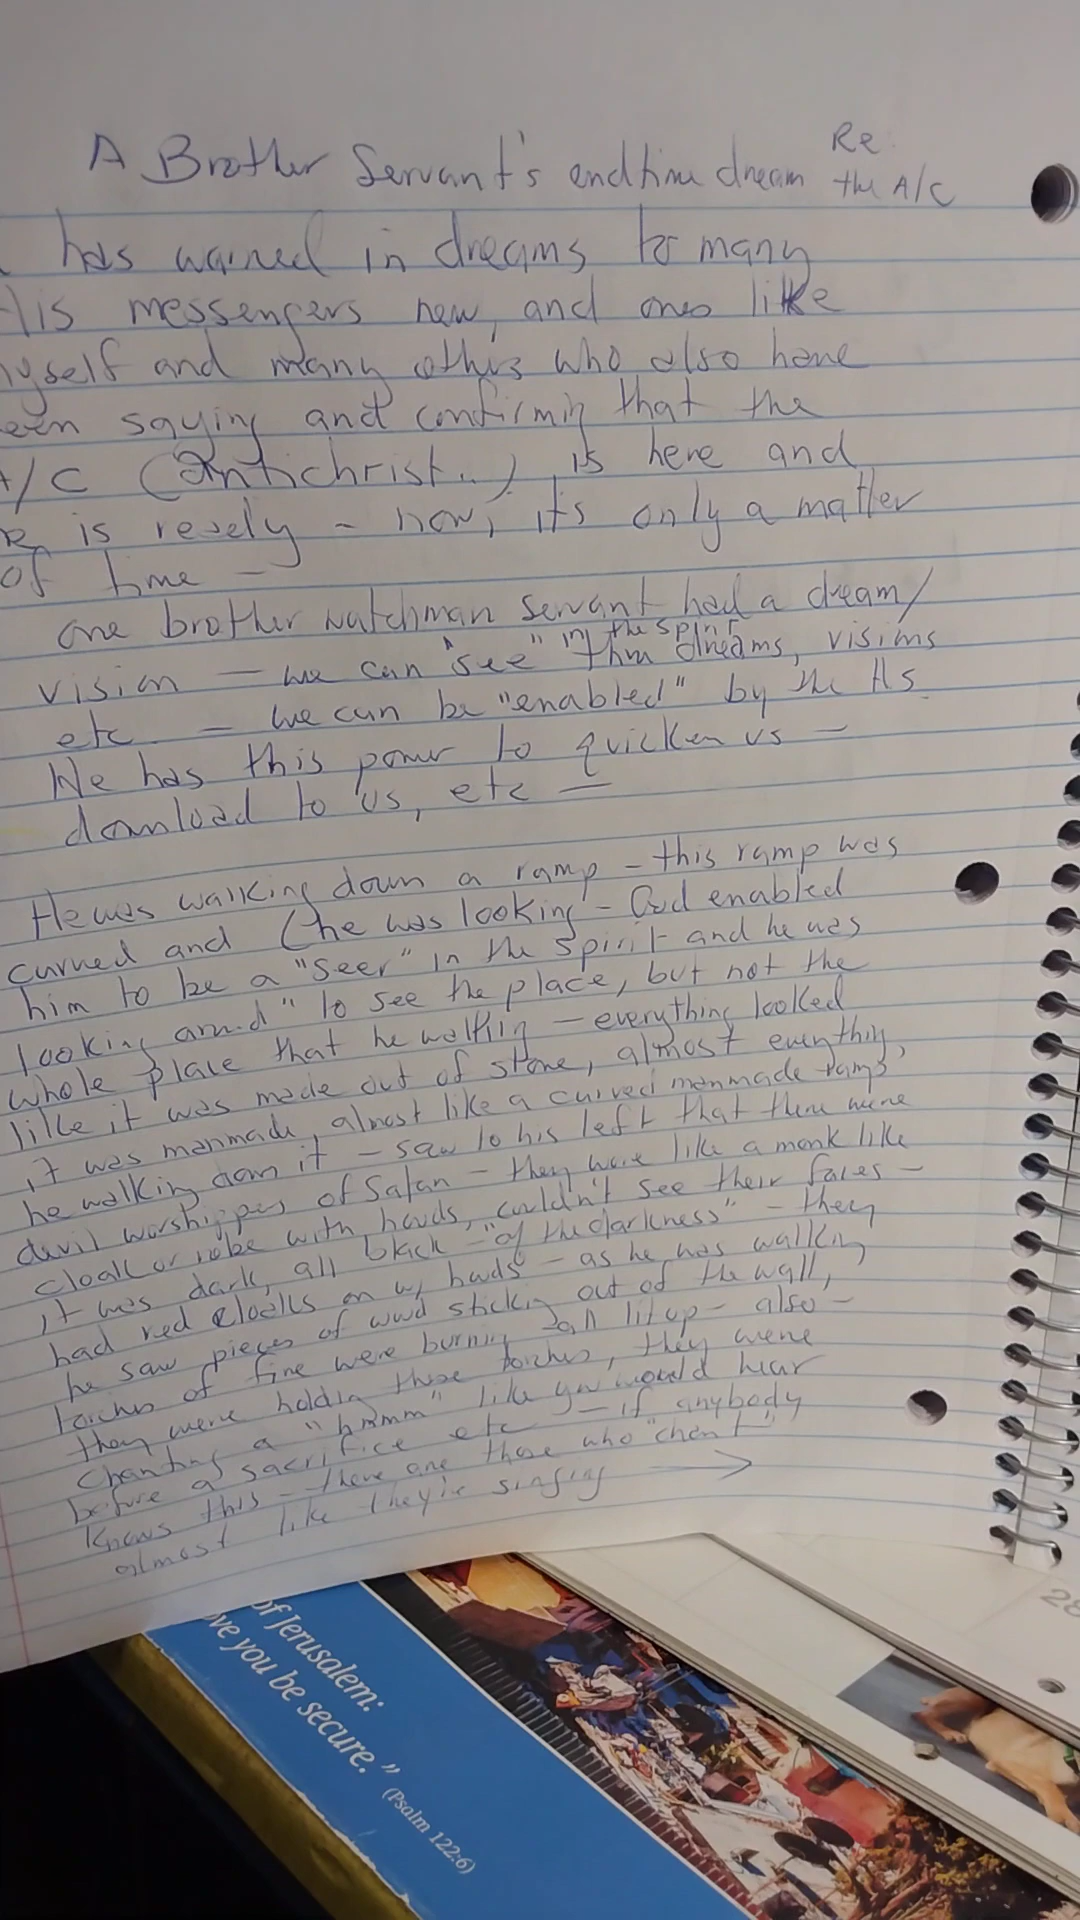 A Brother Servant's endtime dream Re
the A/C
has warned in dreams to many
His messengers new, and ones like
myself and many others who also have
een saying and confirmin that the
A/C (Antichrist..) is here and
is ready - now, it's only a matter
of time -
one brother watchman servant had a dream/
vision - we can "see" "in the spirit" thru dreams, visions
etc - we can be "enabled" by the HS
He has this power to quicken us -
download to us, etc -
He was walking down a ramp - this ramp was
curved and (he was looking - God enabled
him to be a "seer" in the spirit and he was
looking around" to see the place, but not the
whole place that he walkin - everything looked
like it was made out of stone, almost everythin,
it was manmade, almost like a curved manmade ramp
he walking down it - saw to his left that there were
devil worshippers of Satan - they were like a monk like
cloak or robe with hoods, couldn't see their faces -
it was dark, all black - "of the darkness" - they
had red cloaks on w/ hoods - as he was walkin
he saw pieces of wood stickin out of the wall,
torches of fire were burnin all lit up - also -
they were holdin these torches, they were
chanting a "hmmm" like you would hear
before a sacrifice etc - if anybody
knows this - there are those who "chant"
almost like they're singing
of Jerusalem:
ove you be secure."
(Psalm 122:6)
28